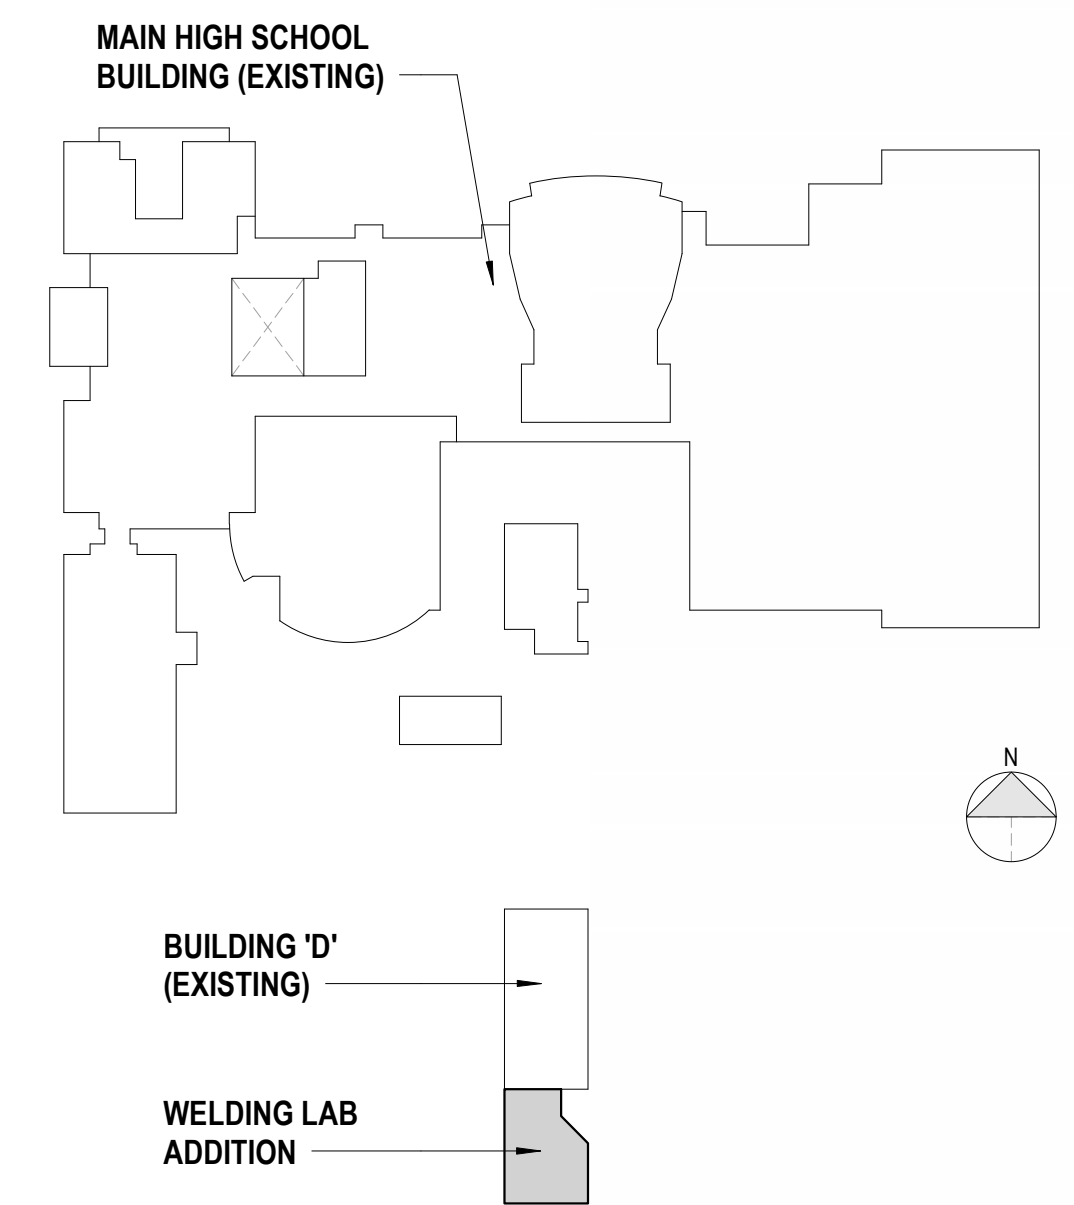 MAIN HIGH SCHOOL
BUILDING (EXISTING)
N
BUILDING 'D'
(EXISTING)
WELDING LAB
ADDITION